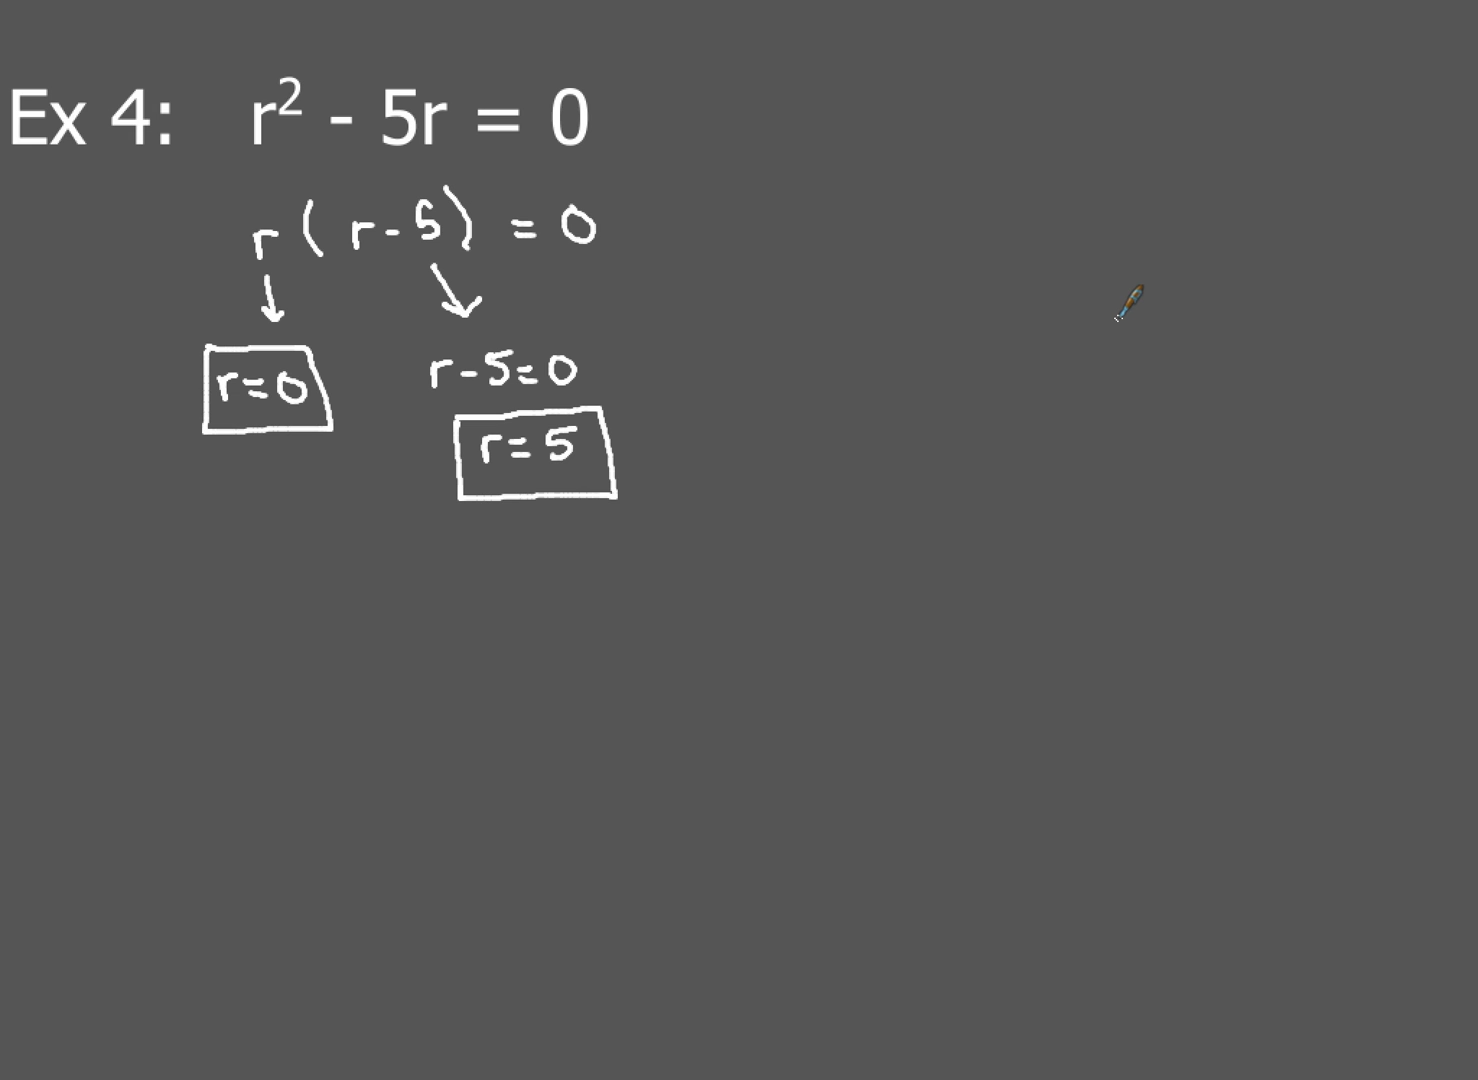 Ex 4: r² - 5r = 0
r ( r - 5 ) = 0
r = 0
r - 5 = 0
r = 5